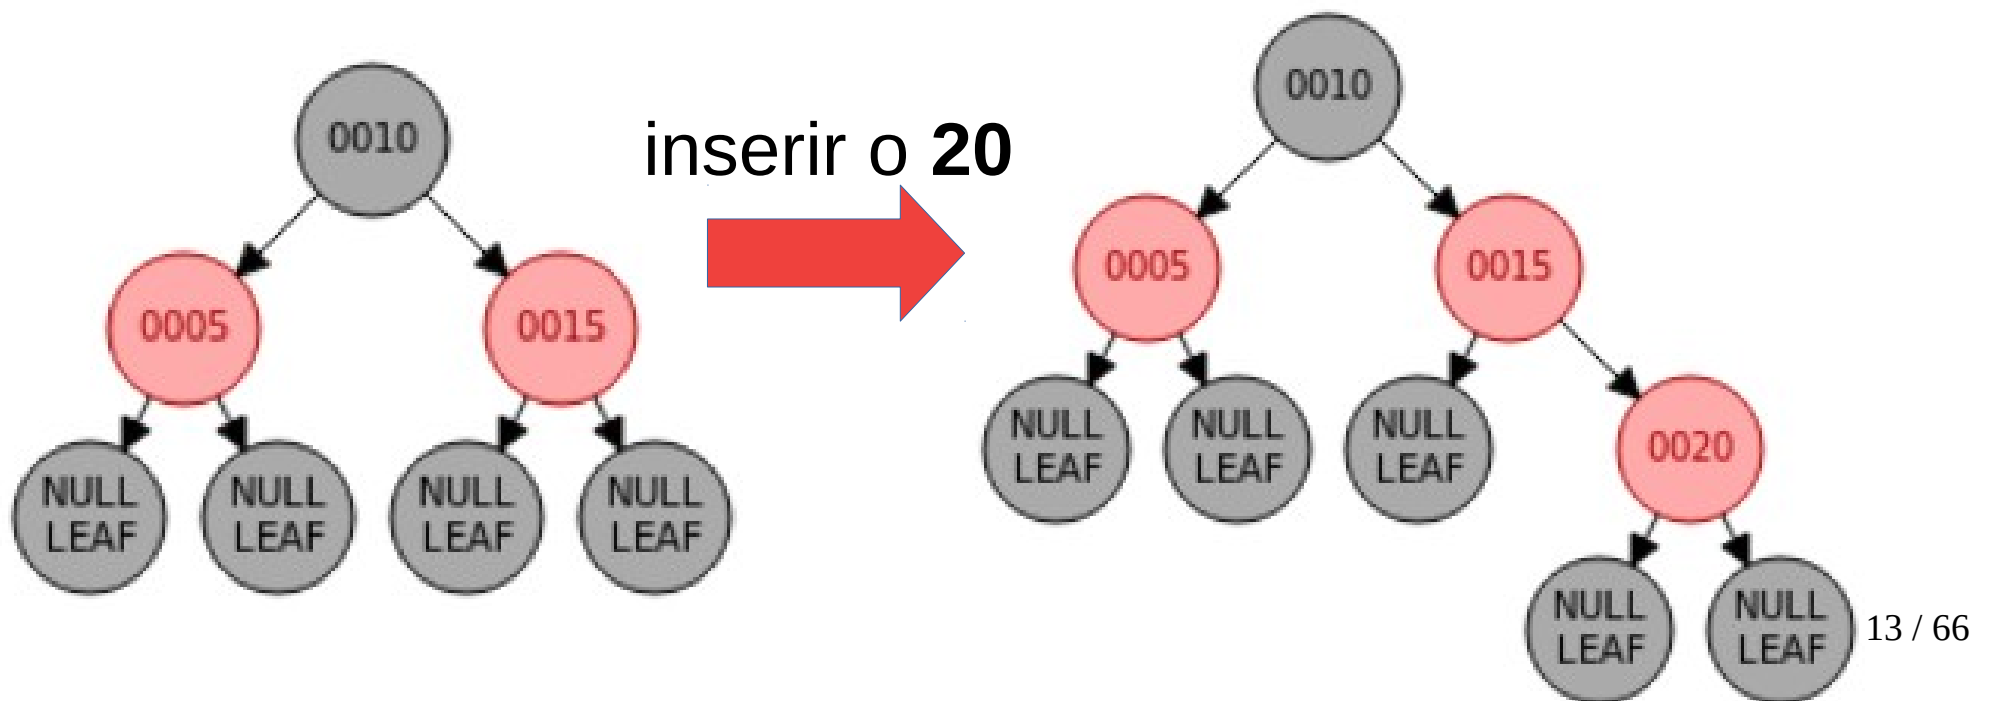 0010
0005
0015
NULL
LEAF
NULL
LEAF
NULL
LEAF
NULL
LEAF
inserir o 20
0010
0005
0015
NULL
LEAF
NULL
LEAF
NULL
LEAF
0020
NULL
LEAF
NULL
LEAF
13 / 66